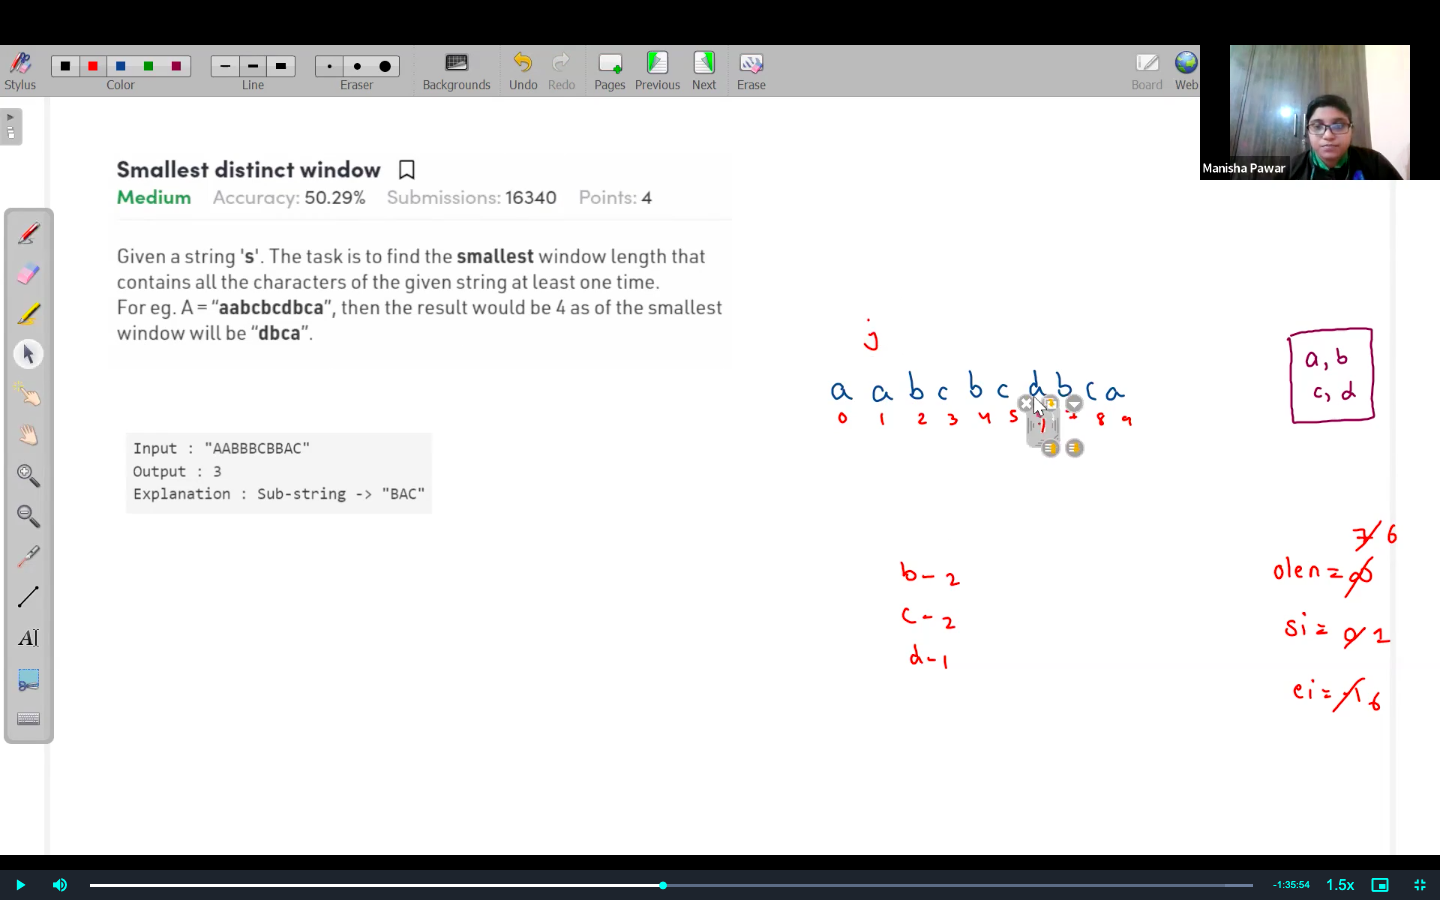 Stylus Color Line Eraser Backgrounds Undo Redo Pages Previous Next Erase Board Web
Manisha Pawar
Smallest distinct window
Medium Accuracy: 50.29% Submissions: 16340 Points: 4
Given a string 's'. The task is to find the smallest window length that
contains all the characters of the given string at least one time.
For eg. A = “aabcbcdbca”, then the result would be 4 as of the smallest
window will be “dbca”.
j
a a b c b c d b c a
0 1 2 3 4 5 7 8 9
a, b
c, d
Input : "AABBBCBBAC"
Output : 3
Explanation : Sub-string -> "BAC"
7 6
b - 2
olen = ∞
c - 2
si = 0 1
d - 1
ei = -1 6
AI
-1:35:54 1.5x